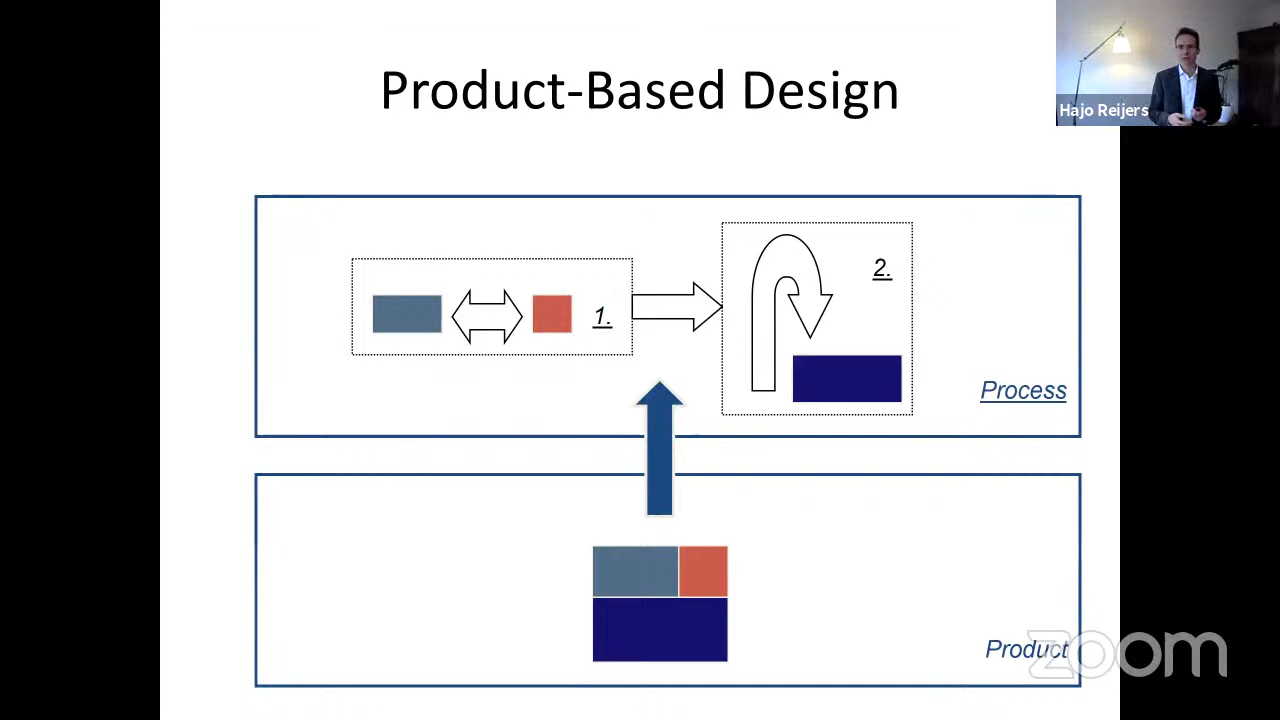 Product-Based Design
Hajo Reijers
1.
2.
Process
Product
zoom